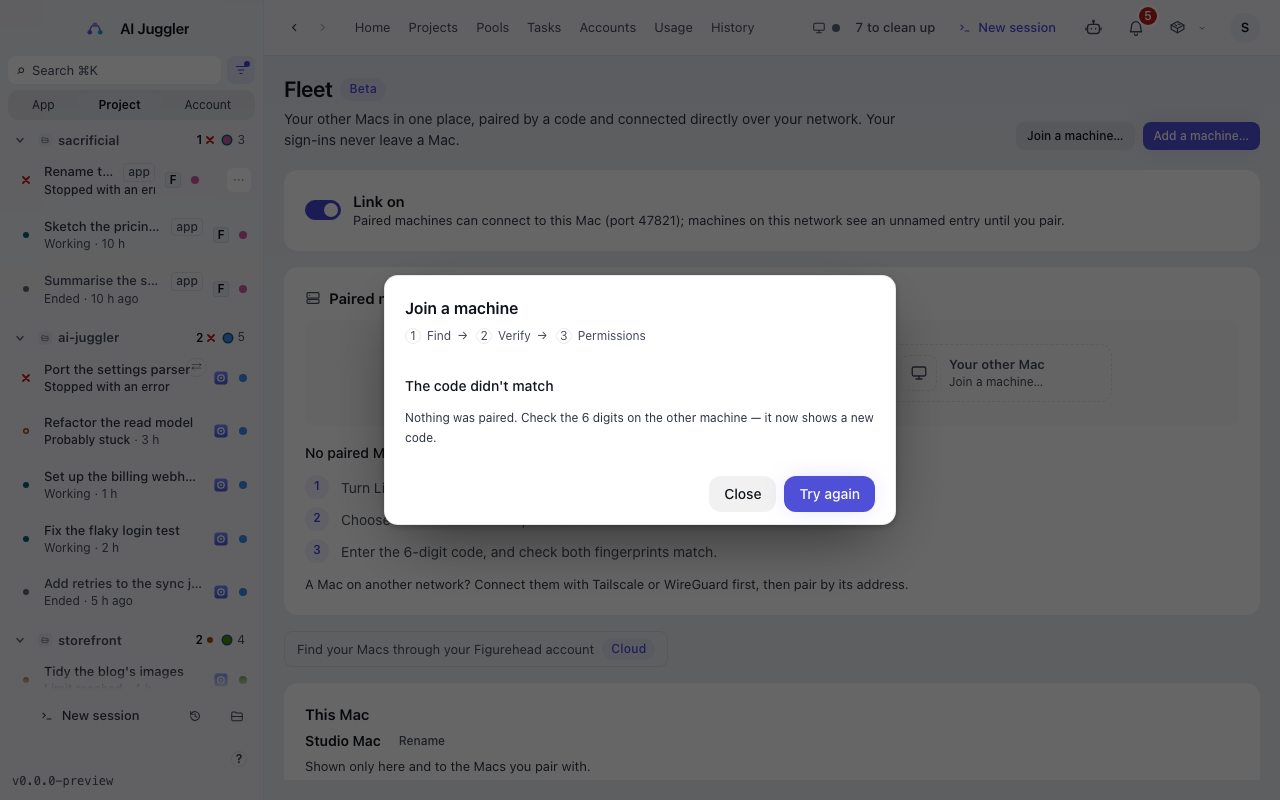 AI Juggler
Search ⌘K
App Project Account
sacrificial 1 3
Rename t... app F
Stopped with an err
Sketch the pricin... app F
Working · 10 h
Summarise the s... app F
Ended · 10 h ago
ai-juggler 2 5
Port the settings parser
Stopped with an error
Refactor the read model
Probably stuck · 3 h
Set up the billing webh...
Working · 1 h
Fix the flaky login test
Working · 2 h
Add retries to the sync j...
Ended · 5 h ago
storefront 2 4
Tidy the blog's images
New session
?
v0.0.0-preview
Home Projects Pools Tasks Accounts Usage History 7 to clean up New session 5 S
Fleet Beta
Your other Macs in one place, paired by a code and connected directly over your network. Your
sign-ins never leave a Mac.
Join a machine... Add a machine...
Link on
Paired machines can connect to this Mac (port 47821); machines on this network see an unnamed entry until you pair.
Paired
Your other Mac
Join a machine...
Join a machine
1 Find → 2 Verify → 3 Permissions
The code didn't match
Nothing was paired. Check the 6 digits on the other machine — it now shows a new
code.
Close Try again
No paired
1 Turn
2 Choose
3 Enter the 6-digit code, and check both fingerprints match.
A Mac on another network? Connect them with Tailscale or WireGuard first, then pair by its address.
Find your Macs through your Figurehead account Cloud
This Mac
Studio Mac Rename
Shown only here and to the Macs you pair with.